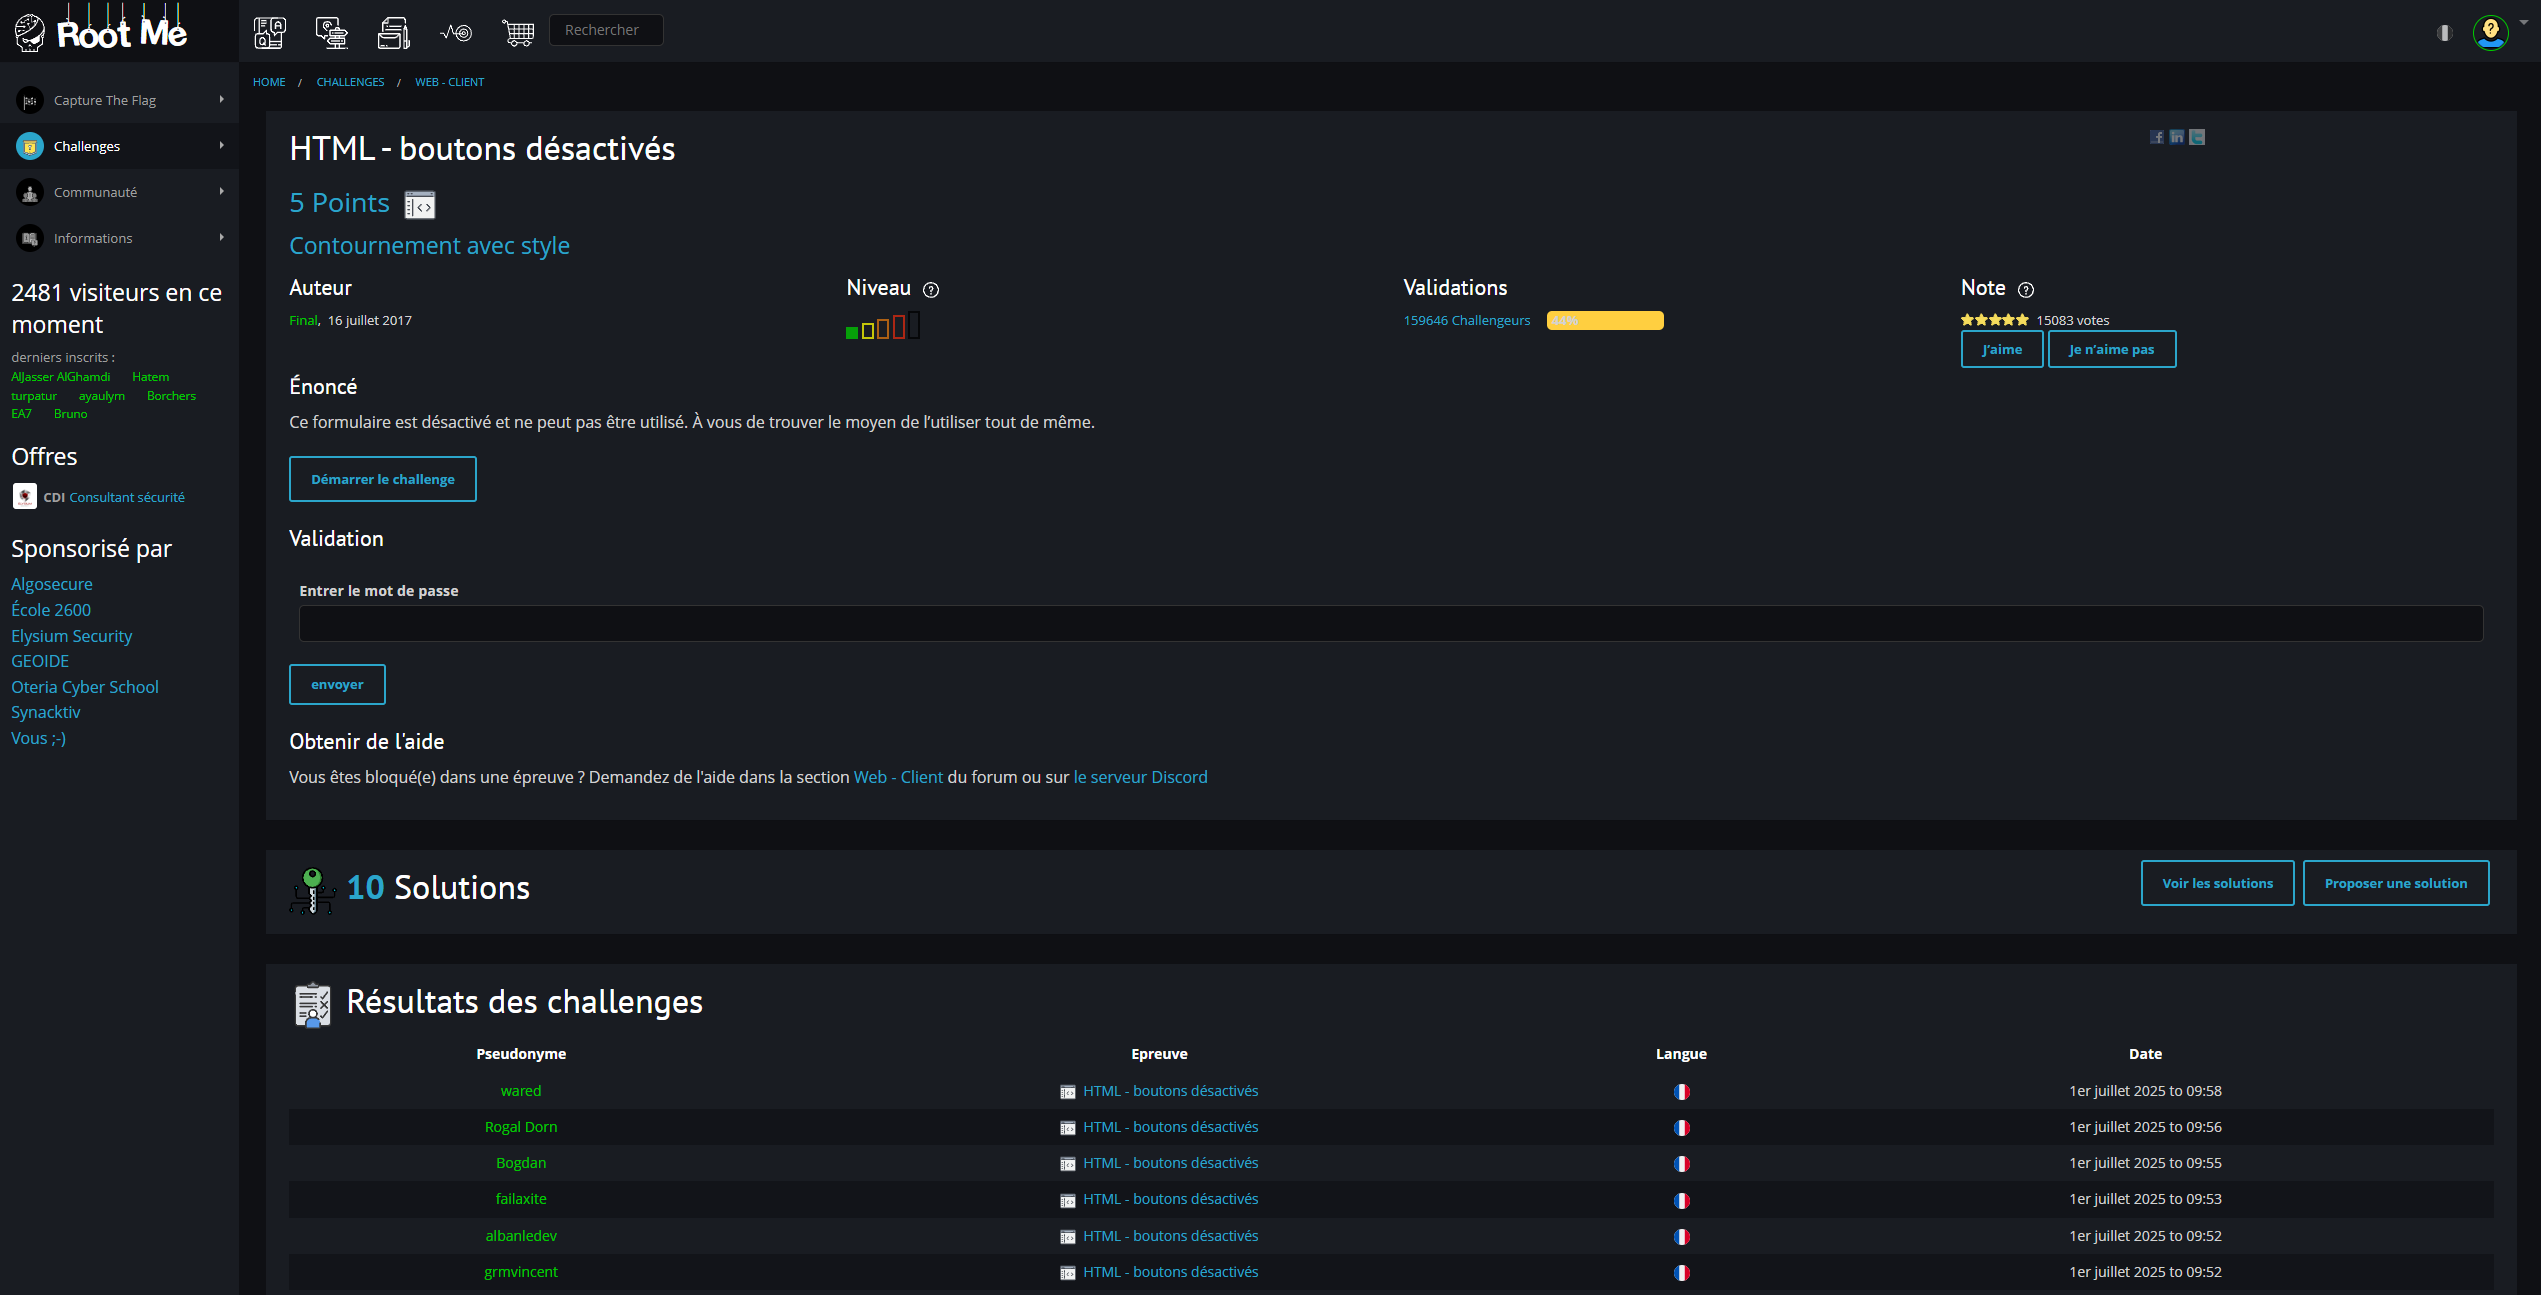 Root Me
Rechercher
Capture The Flag
Challenges
Communauté
Informations
2481 visiteurs en ce
moment
derniers inscrits :
AlJasser AlGhamdi Hatem
turpatur ayaulym Borchers
EA7 Bruno
Offres
CDI Consultant sécurité
Sponsorisé par
Algosecure
École 2600
Elysium Security
GEOIDE
Oteria Cyber School
Synacktiv
Vous ;-)
HOME / CHALLENGES / WEB - CLIENT
HTML - boutons désactivés
5 Points
Contournement avec style
Auteur
Final, 16 juillet 2017
Niveau
Validations
159646 Challengeurs 44%
Note
15083 votes
J’aime Je n’aime pas
Énoncé
Ce formulaire est désactivé et ne peut pas être utilisé. À vous de trouver le moyen de l’utiliser tout de même.
Démarrer le challenge
Validation
Entrer le mot de passe
envoyer
Obtenir de l'aide
Vous êtes bloqué(e) dans une épreuve ? Demandez de l'aide dans la section Web - Client du forum ou sur le serveur Discord
10 Solutions
Voir les solutions Proposer une solution
Résultats des challenges
Pseudonyme Epreuve Langue Date
wared HTML - boutons désactivés 1er juillet 2025 to 09:58
Rogal Dorn HTML - boutons désactivés 1er juillet 2025 to 09:56
Bogdan HTML - boutons désactivés 1er juillet 2025 to 09:55
failaxite HTML - boutons désactivés 1er juillet 2025 to 09:53
albanledev HTML - boutons désactivés 1er juillet 2025 to 09:52
grmvincent HTML - boutons désactivés 1er juillet 2025 to 09:52